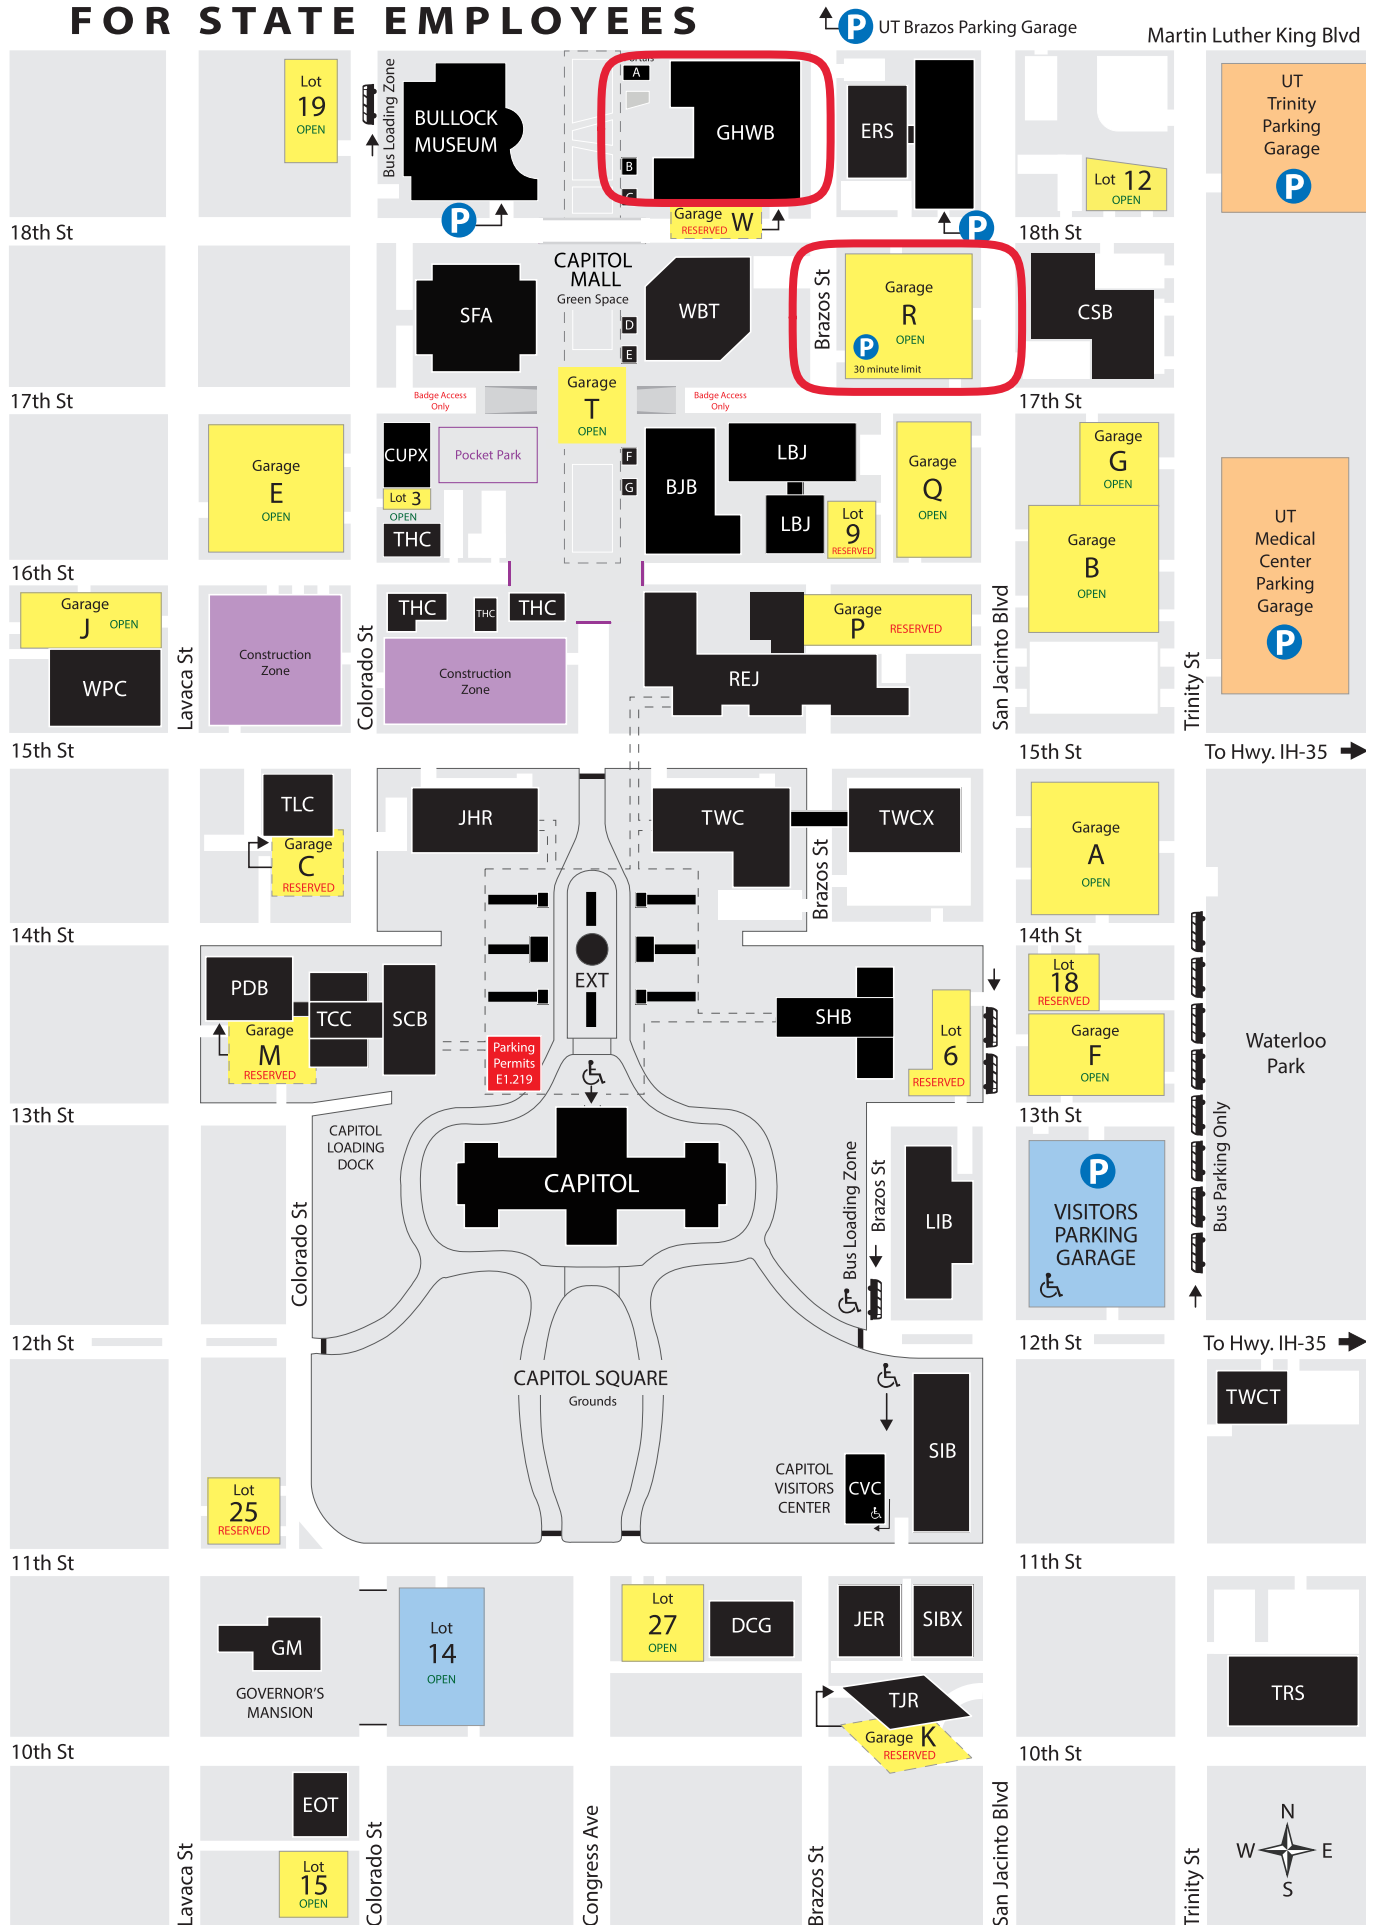 FOR STATE EMPLOYEES
P UT Brazos Parking Garage
Martin Luther King Blvd
Lot
19
OPEN
Bus Loading Zone
BULLOCK
MUSEUM
P
A
B
GHWB
Garage
RESERVED W
ERS
P
Lot 12
OPEN
UT
Trinity
Parking
Garage
P
18th St
18th St
SFA
CAPITOL
MALL
Green Space
D
E
WBT
Brazos St
Garage
R
OPEN
P
30 minute limit
CSB
17th St
Badge Access
Only
Garage
T
OPEN
Badge Access
Only
17th St
Garage
E
OPEN
CUPX
Lot 3
OPEN
THC
Pocket Park
F
G
BJB
LBJ
LBJ
Lot
9
RESERVED
Garage
Q
OPEN
Garage
G
OPEN
Garage
B
OPEN
UT
Medical
Center
Parking
Garage
P
16th St
Garage
J OPEN
WPC
Lavaca St
Construction
Zone
Colorado St
THC
THC
THC
Construction
Zone
Garage
P RESERVED
REJ
San Jacinto Blvd
Trinity St
15th St
15th St
To Hwy. IH-35
TLC
Garage
C
RESERVED
JHR
TWC
Brazos St
TWCX
Garage
A
OPEN
14th St
EXT
PDB
TCC
SCB
Garage
M
RESERVED
Parking
Permits
E1.219
SHB
Lot
6
RESERVED
Lot
18
RESERVED
Garage
F
OPEN
Waterloo
Park
13th St
13th St
CAPITOL
LOADING
DOCK
Colorado St
CAPITOL
Bus Loading Zone
Brazos St
LIB
P
VISITORS
PARKING
GARAGE
Bus Parking Only
12th St
12th St
To Hwy. IH-35
CAPITOL SQUARE
Grounds
TWCT
Lot
25
RESERVED
CAPITOL
VISITORS
CENTER
CVC
SIB
11th St
11th St
GM
GOVERNOR'S
MANSION
Lot
14
OPEN
Lot
27
OPEN
DCG
JER
SIBX
TJR
Garage K
RESERVED
TRS
10th St
10th St
EOT
Lot
15
OPEN
Lavaca St
Colorado St
Congress Ave
Brazos St
San Jacinto Blvd
Trinity St
N
W E
S